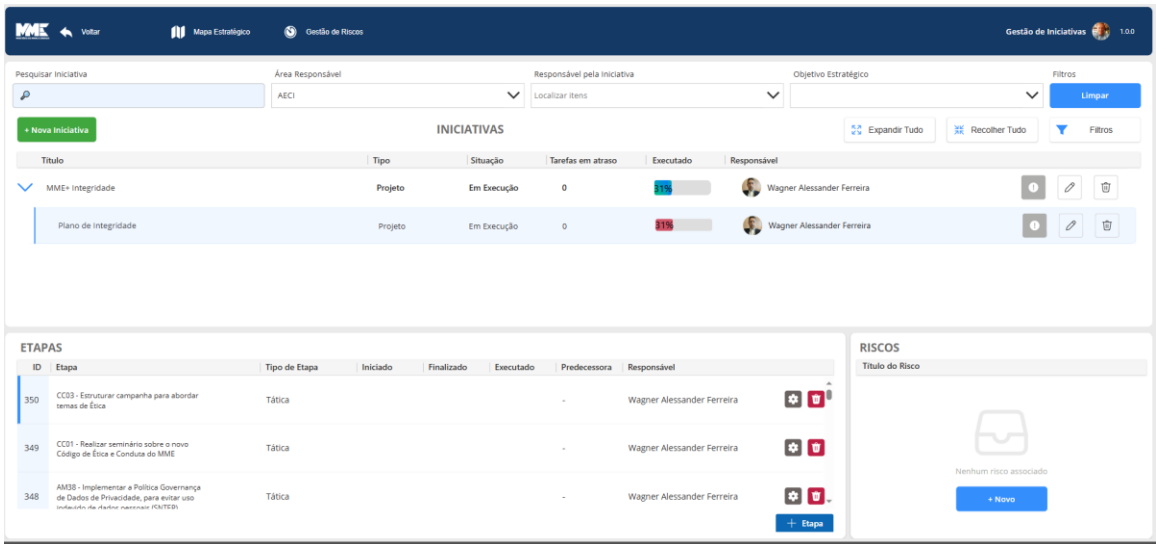 MME Voltar Mapa Estratégico Gestão de Riscos Gestão de Iniciativas 1.0.0
Pesquisar Iniciativa Área Responsável Responsável pela Iniciativa Objetivo Estratégico Filtros
AECI Localizar itens Limpar
+ Nova Iniciativa INICIATIVAS Expandir Tudo Recolher Tudo Filtros
Título Tipo Situação Tarefas em atraso Executado Responsável
MME+ Integridade Projeto Em Execução 0 31% Wagner Alessander Ferreira
Plano de Integridade Projeto Em Execução 0 31% Wagner Alessander Ferreira
ETAPAS
ID Etapa Tipo de Etapa Iniciado Finalizado Executado Predecessora Responsável
350 CC03 - Estruturar campanha para abordar
temas de Ética Tática - Wagner Alessander Ferreira
349 CC01 - Realizar seminário sobre o novo
Código de Ética e Conduta do MME Tática - Wagner Alessander Ferreira
348 AM38 - Implementar a Política Governança
de Dados de Privacidade, para evitar uso
indevido de dados pessoais (SNTEP) Tática - Wagner Alessander Ferreira
+ Etapa
RISCOS
Título do Risco
Nenhum risco associado
+ Novo